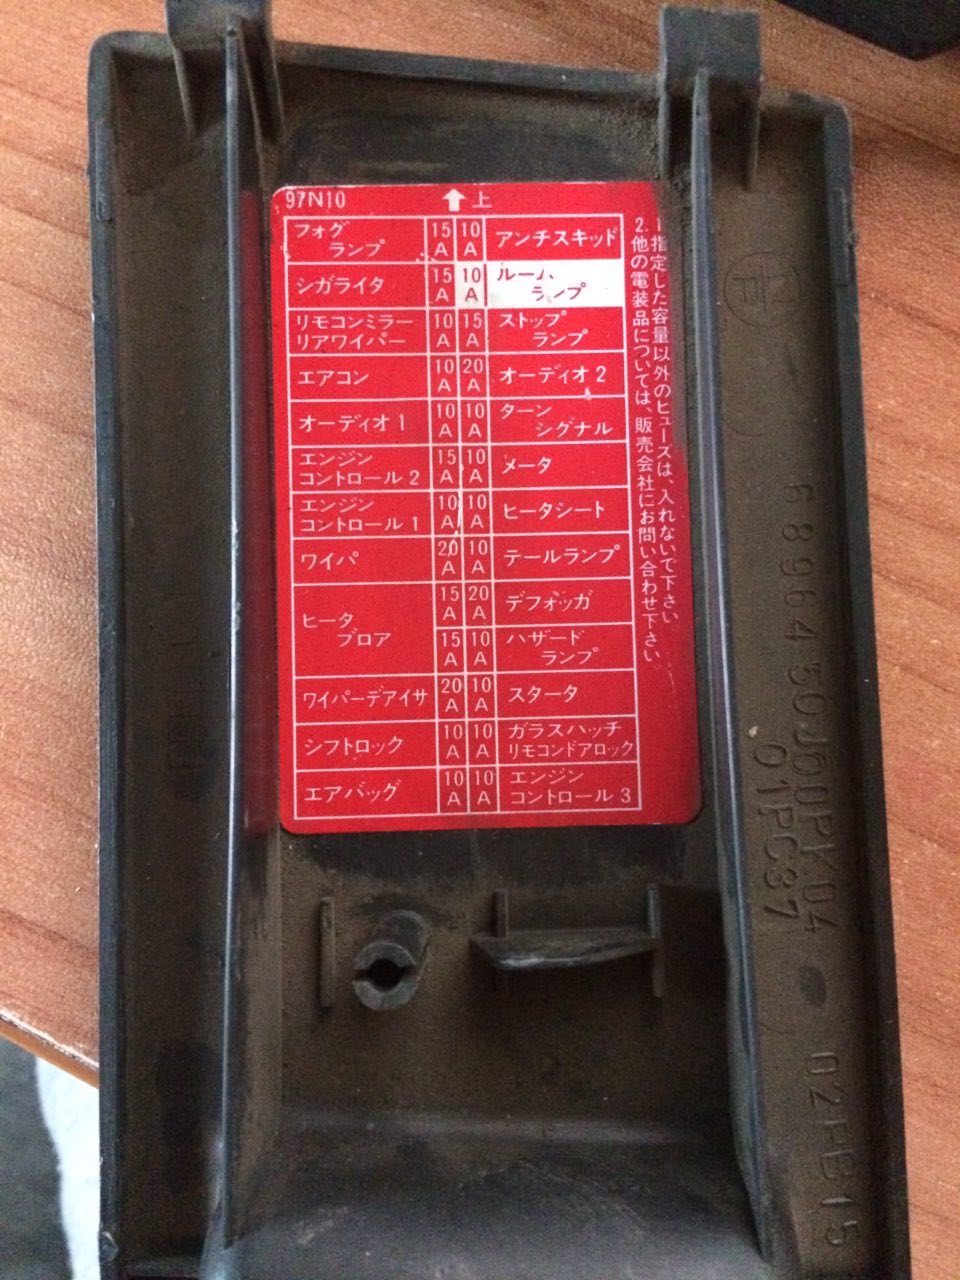 97N10
上
フォグ
ランプ
15
A
10
A
アンチスキッド
シガライタ
15
A
10
A
ルーム
ランプ
リモコンミラー
リアワイパー
10
A
15
A
ストップ
ランプ
エアコン
10
A
20
A
オーディオ2
オーディオ1
10
A
10
A
ターン
シグナル
エンジン
コントロール2
15
A
10
A
メータ
エンジン
コントロール1
10
A
10
A
ヒータシート
ワイパ
20
A
10
A
テールランプ
ヒータ
ブロア
15
A
20
A
デフォッガ
15
A
10
A
ハザード
ランプ
ワイパーデアイサ
20
A
10
A
スタータ
シフトロック
10
A
10
A
ガラスハッチ
リモコンドアロック
エアバッグ
10
A
10
A
エンジン
コントロール3
1.指定した容量以外のヒューズは、入れないで下さい
2.他の電装品については、販売会社にお問い合わせ下さい
6896450J00PK04
01PC37